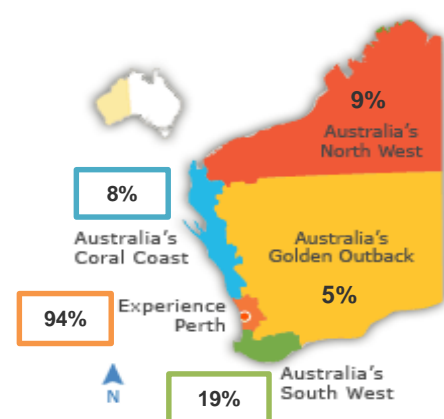 9%
Australia's
North West
8%
Australia's
Coral Coast
Australia's
Golden Outback
5%
94%
Experience
Perth
N
19%
Australia's
South West